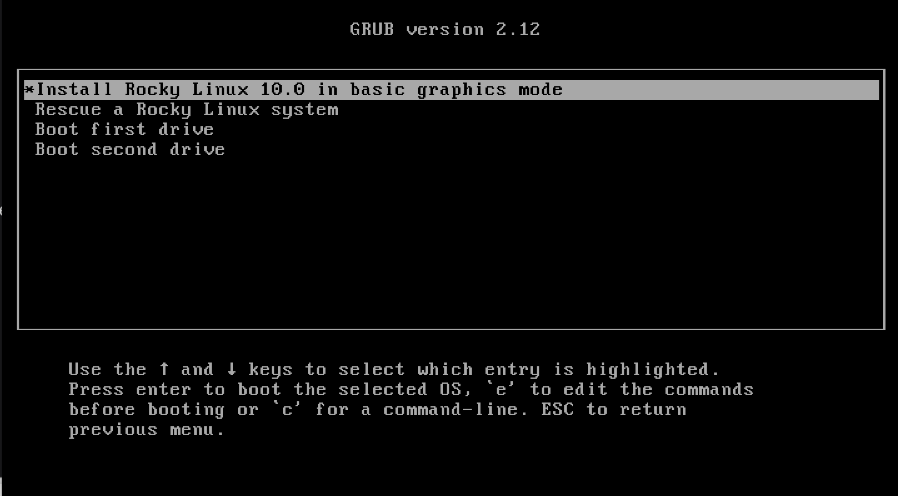 GRUB version 2.12
*Install Rocky Linux 10.0 in basic graphics mode
Rescue a Rocky Linux system
Boot first drive
Boot second drive
Use the ↑ and ↓ keys to select which entry is highlighted.
Press enter to boot the selected OS, `e' to edit the commands
before booting or `c' for a command-line. ESC to return
previous menu.